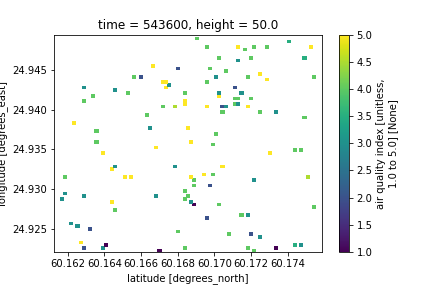 time = 543600, height = 50.0
24.945
24.940
24.935
24.930
24.925
longitude [degrees_east]
60.162 60.164 60.166 60.168 60.170 60.172 60.174
latitude [degrees_north]
5.0
4.5
4.0
3.5
3.0
2.5
2.0
1.5
1.0
air quality index [unitless,
1.0 to 5.0] [None]